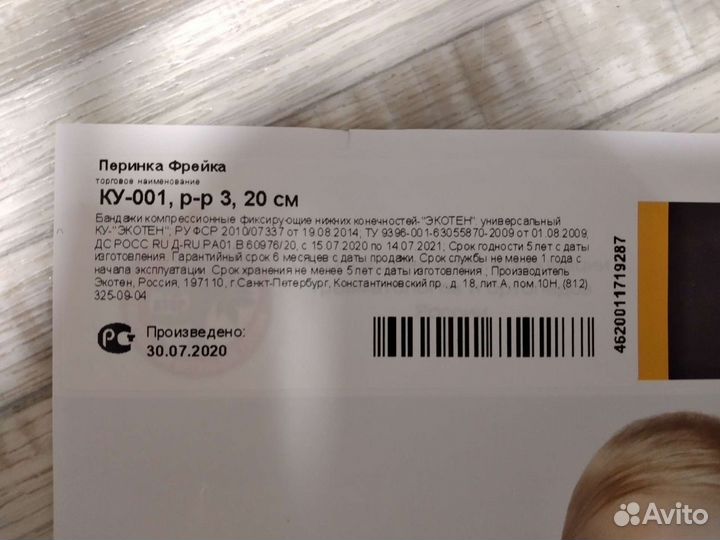 Перинка Фрейка
торговое наименование
КУ-001, р-р 3, 20 см
Бандажи компрессионные фиксирующие нижних конечностей-"ЭКОТЕН" универсальный
КУ-"ЭКОТЕН"; РУ ФСР 2010/07337 от 19.08.2014, ТУ 9396-001-63055870-2009 от 01.08.2009,
ДС РОСС RU Д-RU.РА01.В.60976/20, с 15.07.2020 по 14.07.2021; Срок годности 5 лет с даты
изготовления. Гарантийный срок 6 месяцев с даты продажи. Срок службы не менее 1 года с
начала эксплуатации. Срок хранения не менее 5 лет с даты изготовления., Производитель
Экотен, Россия, 197110, г.Санкт-Петербург, Константиновский пр., д. 18, лит.А, пом.10Н, (812)
325-09-04
РСТ
Произведено:
30.07.2020
4620011719287
Avito